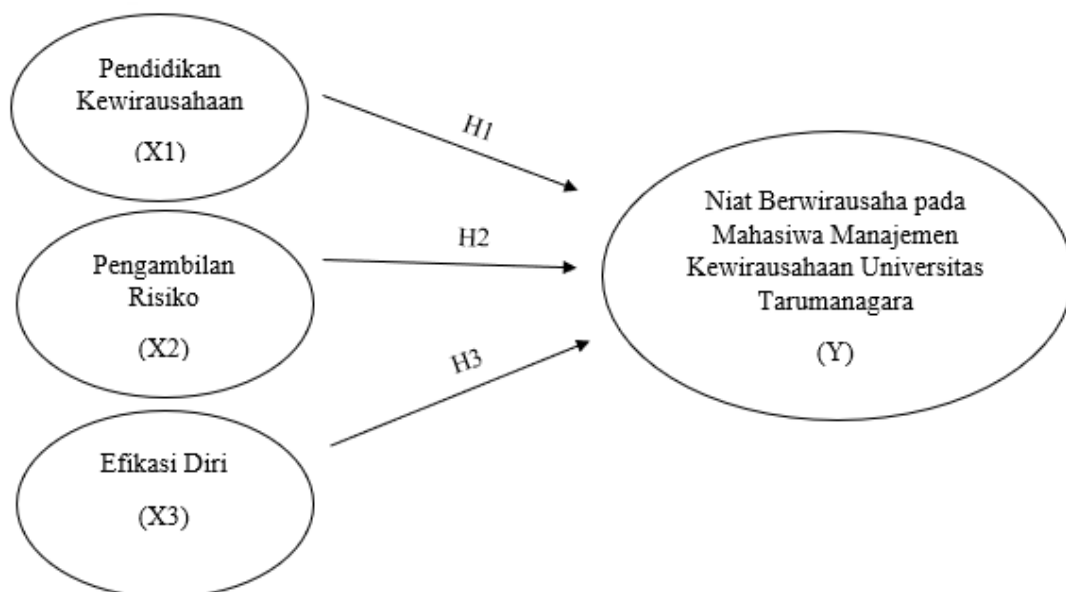 Pendidikan
Kewirausahaan
(X1)
H1
Pengambilan
Risiko
(X2)
H2
Efikasi Diri
(X3)
H3
Niat Berwirausaha pada
Mahasiwa Manajemen
Kewirausahaan Universitas
Tarumanagara
(Y)